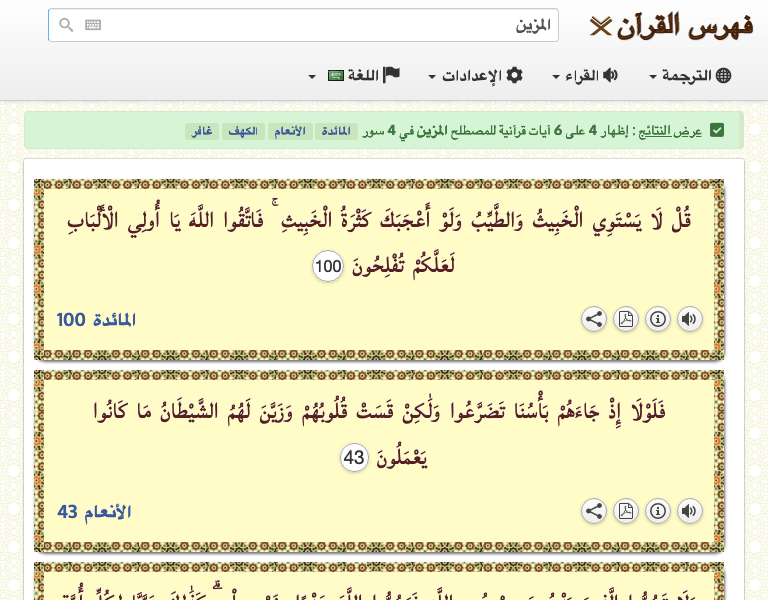 فهرس القرآن
المزين
الترجمة
القراء
الإعدادات
اللغة
عرض النتائج : إظهار 4 على 6 آيات قرآنية للمصطلح المزين في 4 سور المائدة الأنعام الكهف غافر
قُلْ لَا يَسْتَوِي الْخَبِيثُ وَالطَّيِّبُ وَلَوْ أَعْجَبَكَ كَثْرَةُ الْخَبِيثِ ۚ فَاتَّقُوا اللَّهَ يَا أُولِي الْأَلْبَابِ
لَعَلَّكُمْ تُفْلِحُونَ 100
المائدة 100
فَلَوْلَا إِذْ جَاءَهُمْ بَأْسُنَا تَضَرَّعُوا وَلَٰكِنْ قَسَتْ قُلُوبُهُمْ وَزَيَّنَ لَهُمُ الشَّيْطَانُ مَا كَانُوا
يَعْمَلُونَ 43
الأنعام 43